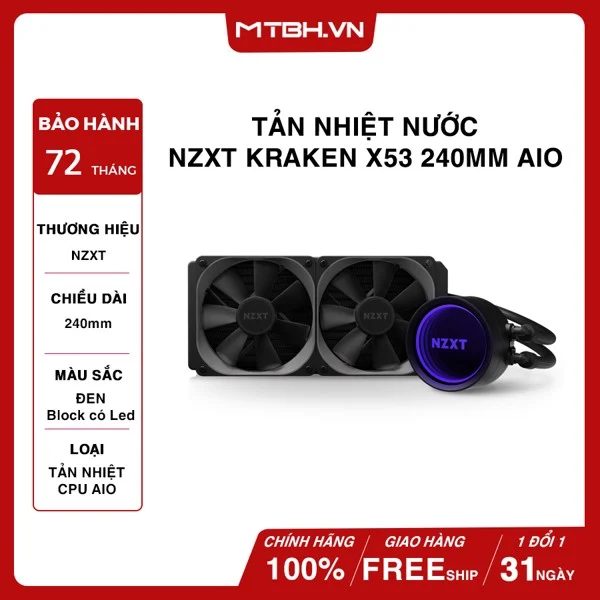 MTBH.VN
BẢO HÀNH
72 THÁNG
THƯƠNG HIỆU
NZXT
CHIỀU DÀI
240mm
MÀU SẮC
ĐEN
Block có Led
LOẠI
TẢN NHIỆT
CPU AIO
TẢN NHIỆT NƯỚC
NZXT KRAKEN X53 240MM AIO
NZXT
NZXT
NZXT
CHÍNH HÃNG
100%
GIAO HÀNG
FREESHIP
1 ĐỔI 1
31 NGÀY